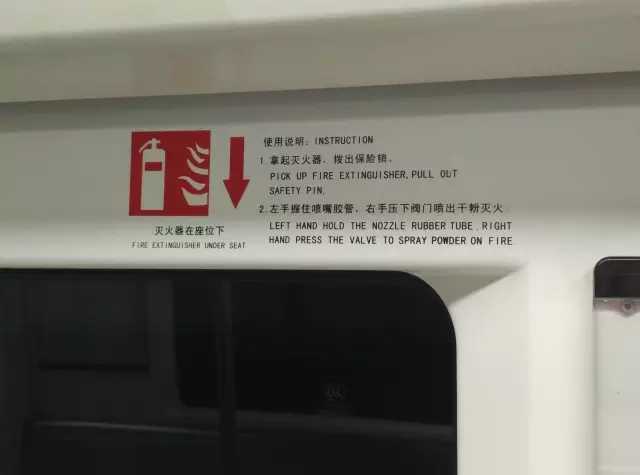 使用说明: INSTRUCTION
1.拿起灭火器, 拨出保险销。
PICK UP FIRE EXTINGUISHER,PULL OUT
SAFETY PIN.
2.左手握住喷嘴胶管, 右手压下阀门喷出干粉灭火.
LEFT HAND HOLD THE NOZZLE RUBBER TUBE,RIGHT
HAND PRESS THE VALVE TO SPRAY POWDER ON FIRE
灭火器在座位下
FIRE EXTINGUISHER UNDER SEAT